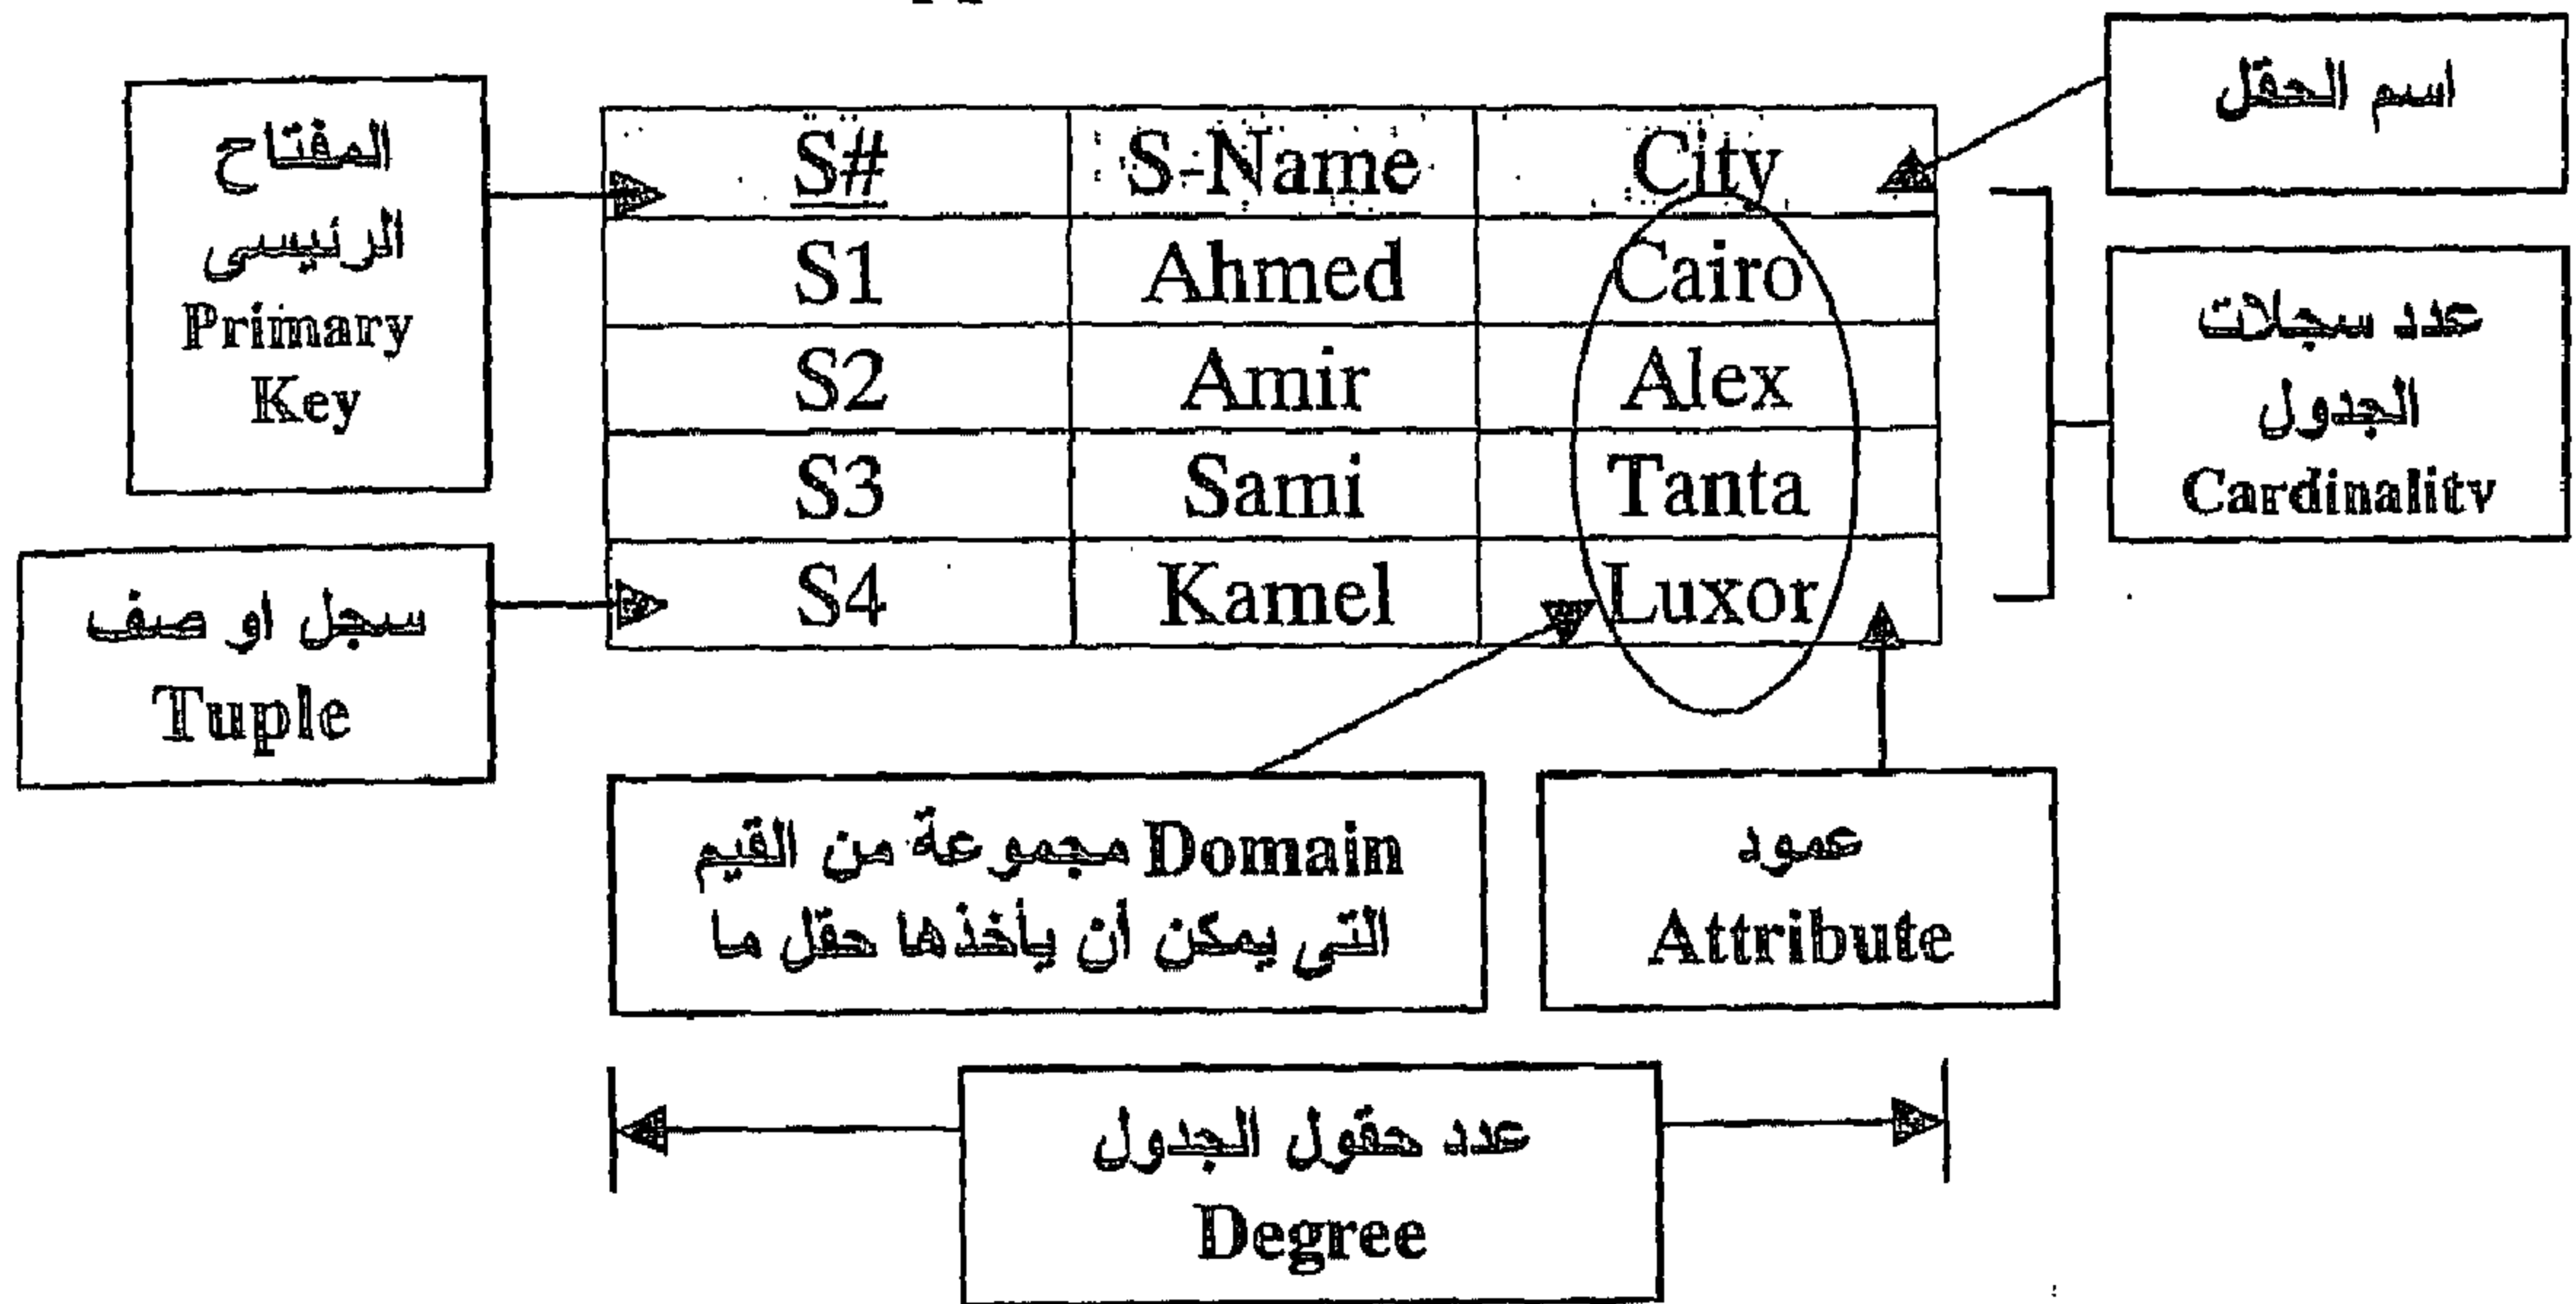 اسم الحقل
المفتاح
الرئيسى
Primary
Key
S# S-Name City
S1 Ahmed Cairo
S2 Amir Alex
S3 Sami Tanta
S4 Kamel Luxor
عدد سجلات
الجدول
Cardinality
سجل او صف
Tuple
Domain مجموعة من القيم
التى يمكن أن يأخذها حقل ما
عمود
Attribute
عدد حقول الجدول
Degree